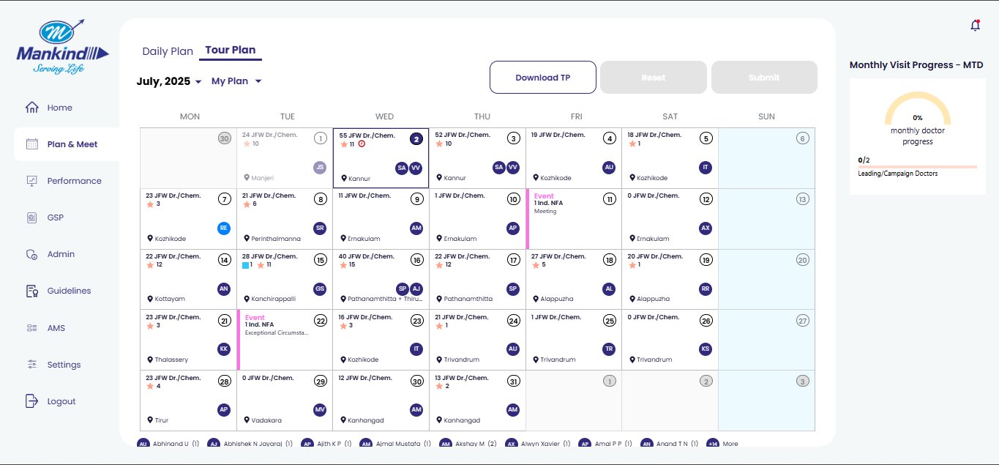 Mankind
Serving Life
Home
Plan & Meet
Performance
GSP
Admin
Guidelines
AMS
Settings
Logout
Daily Plan Tour Plan
July, 2025 My Plan
Download TP Reset Submit
MON TUE WED THU FRI SAT SUN
30
24 JFW Dr./Chem. 1
10
JS
Manjeri
55 JFW Dr./Chem. 2
11
SA VV
Kannur
52 JFW Dr./Chem. 3
10
SA VV
Kannur
19 JFW Dr./Chem. 4
AU
Kozhikode
18 JFW Dr./Chem. 5
1
IT
Kozhikode
6
23 JFW Dr./Chem. 7
3
RE
Kozhikode
21 JFW Dr./Chem. 8
6
SR
Perinthalmanna
11 JFW Dr./Chem. 9
AM
Ernakulam
1 JFW Dr./Chem. 10
AP
Ernakulam
Event 11
1 Ind. NFA
Meeting
0 JFW Dr./Chem. 12
AX
Ernakulam
13
22 JFW Dr./Chem. 14
12
AN
Kottayam
28 JFW Dr./Chem. 15
1 11
GS
Kanchirappalli
40 JFW Dr./Chem. 16
15
SP AJ
Pathanamthitta + Thiru...
22 JFW Dr./Chem. 17
12
SP
Pathanamthitta
27 JFW Dr./Chem. 18
5
AL
Alappuzha
20 JFW Dr./Chem. 19
1
RR
Alappuzha
20
23 JFW Dr./Chem. 21
3
KK
Thalassery
Event 22
1 Ind. NFA
Exceptional Circumsta...
16 JFW Dr./Chem. 23
3
IT
Kozhikode
21 JFW Dr./Chem. 24
1
AU
Trivandrum
1 JFW Dr./Chem. 25
TR
Trivandrum
0 JFW Dr./Chem. 26
KS
Trivandrum
27
23 JFW Dr./Chem. 28
4
AP
Tirur
0 JFW Dr./Chem. 29
MV
Vadakara
12 JFW Dr./Chem. 30
AM
Kanhangad
13 JFW Dr./Chem. 31
2
AM
Kanhangad
1
2
3
AU Abhinand U (1) AJ Abhishek N Jayaraj (1) AP Ajith K P (1) AM Ajmal Mustafa (1) AM Akshay M (2) AX Alwyn Xavier (1) AP Amal P P (1) AN Anand T N (1) +14 More
Monthly Visit Progress - MTD
0%
monthly doctor
progress
0/2
Leading/Campaign Doctors